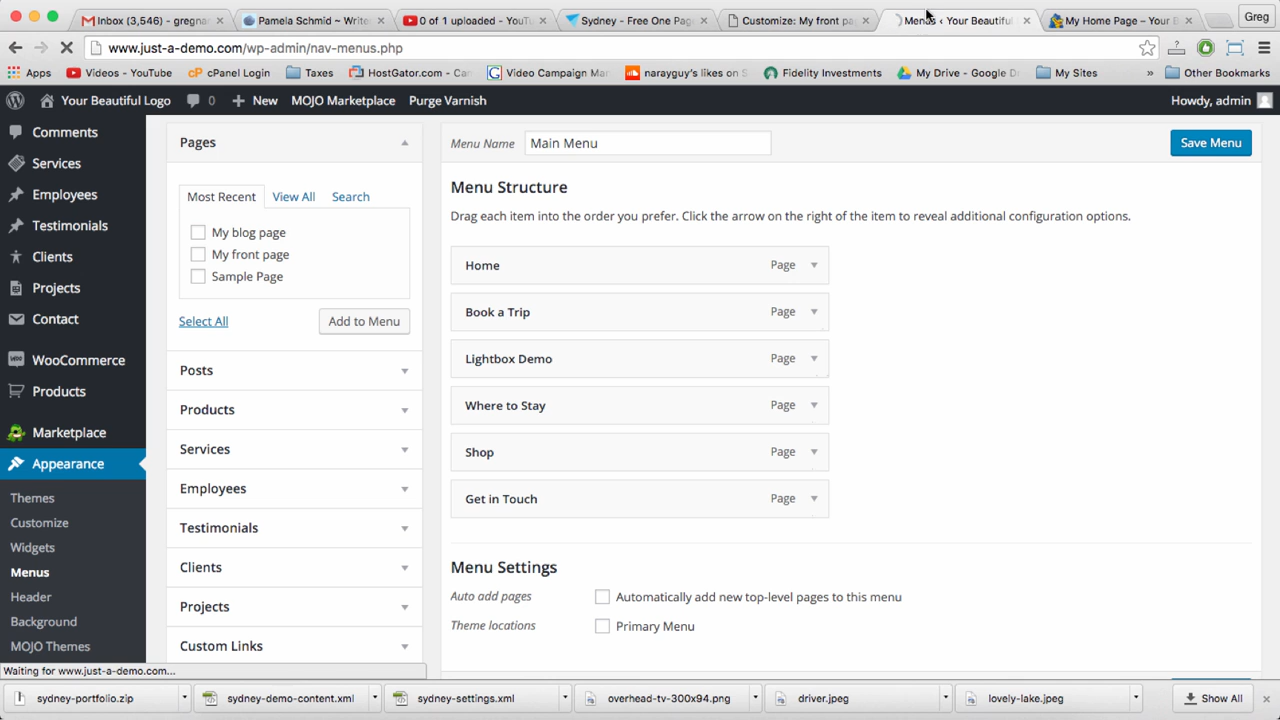 Inbox (3,546) - gregnar
Pamela Schmid ~ Write
0 of 1 uploaded - YouTu
Sydney - Free One Page
Customize: My front pa
Menus ‹ Your Beautiful
My Home Page – Your B
Greg
www.just-a-demo.com/wp-admin/nav-menus.php
Apps
Videos - YouTube
cPanel Login
Taxes
HostGator.com - Can
Video Campaign Man
narayguy's likes on S
Fidelity Investments
My Drive - Google D
My Sites
»
Other Bookmarks
Your Beautiful Logo
0
New
MOJO Marketplace
Purge Varnish
Howdy, admin
Comments
Services
Employees
Testimonials
Clients
Projects
Contact
WooCommerce
Products
Marketplace
Appearance
Themes
Customize
Widgets
Menus
Header
Background
MOJO Themes
Pages
Most Recent
View All
Search
My blog page
My front page
Sample Page
Select All
Add to Menu
Posts
Products
Services
Employees
Testimonials
Clients
Projects
Custom Links
Menu Name
Main Menu
Save Menu
Menu Structure
Drag each item into the order you prefer. Click the arrow on the right of the item to reveal additional configuration options.
Home Page
Book a Trip Page
Lightbox Demo Page
Where to Stay Page
Shop Page
Get in Touch Page
Menu Settings
Auto add pages
Automatically add new top-level pages to this menu
Theme locations
Primary Menu
Waiting for www.just-a-demo.com...
sydney-portfolio.zip
sydney-demo-content.xml
sydney-settings.xml
overhead-tv-300x94.png
driver.jpeg
lovely-lake.jpeg
Show All